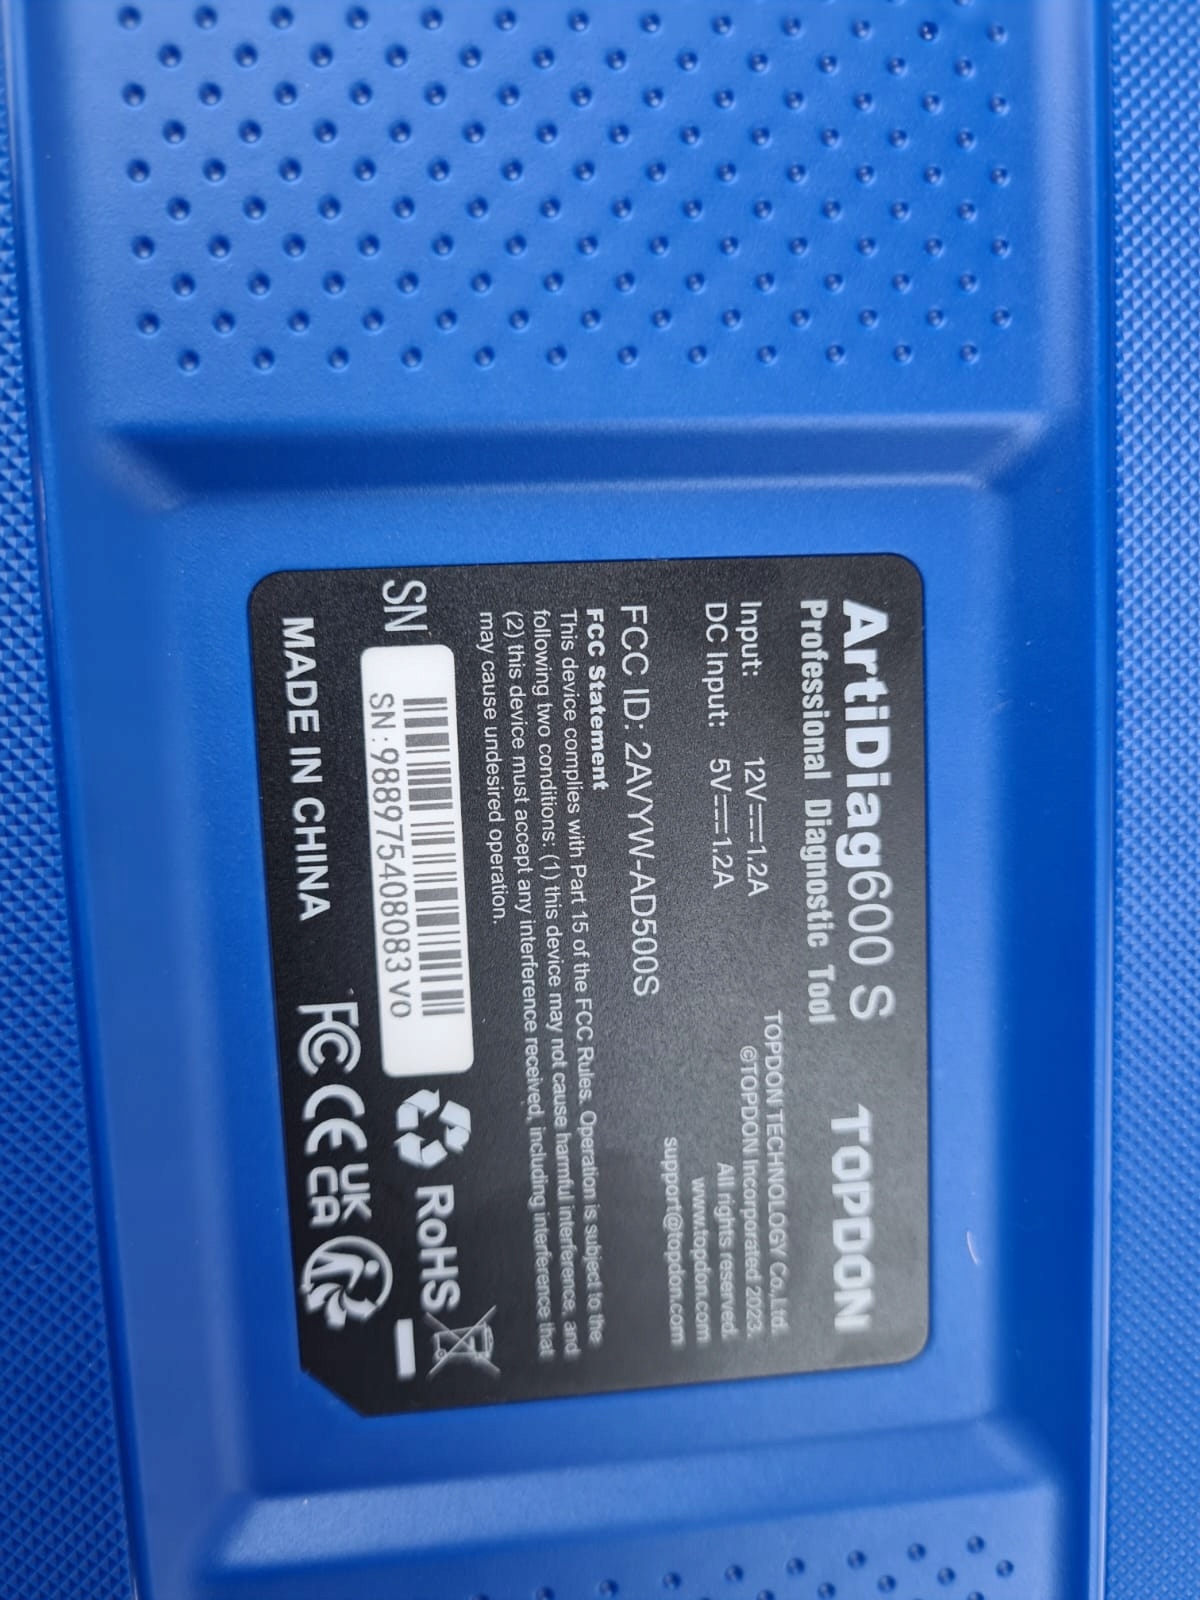 ArtiDiag600 S
TOPDON
Professional Diagnostic Tool
TOPDON TECHNOLOGY Co.,Ltd.
©TOPDON Incorporated 2023.
All rights reserved.
www.topdon.com
support@topdon.com
Input: 12V⎓1.2A
DC Input: 5V⎓1.2A
FCC ID: 2AVYW-AD500S
FCC Statement
This device complies with Part 15 of the FCC Rules. Operation is subject to the
following two conditions: (1) this device may not cause harmful interference, and
(2) this device must accept any interference received, including interference that
may cause undesired operation.
SN
SN:988975408083 V0
RoHS
MADE IN CHINA
FC CE UK
CA